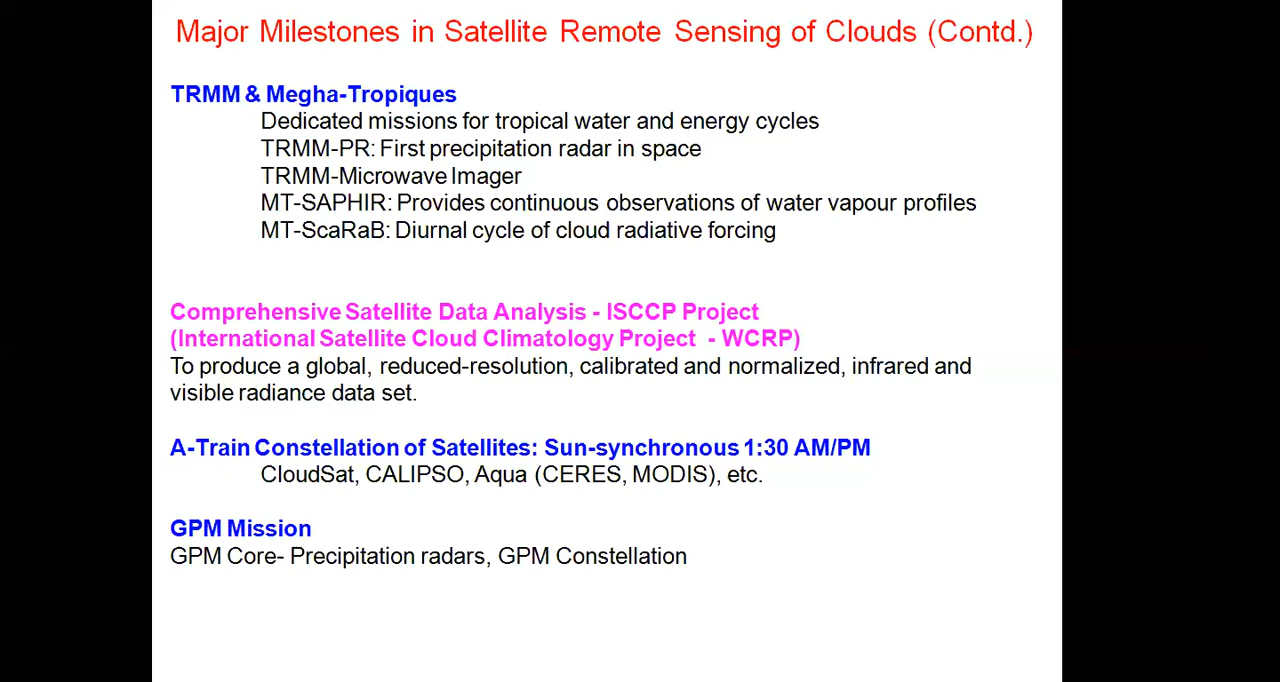 Major Milestones in Satellite Remote Sensing of Clouds (Contd.)
TRMM & Megha-Tropiques
Dedicated missions for tropical water and energy cycles
TRMM-PR: First precipitation radar in space
TRMM-Microwave Imager
MT-SAPHIR: Provides continuous observations of water vapour profiles
MT-ScaRaB: Diurnal cycle of cloud radiative forcing
Comprehensive Satellite Data Analysis - ISCCP Project
(International Satellite Cloud Climatology Project - WCRP)
To produce a global, reduced-resolution, calibrated and normalized, infrared and
visible radiance data set.
A-Train Constellation of Satellites: Sun-synchronous 1:30 AM/PM
CloudSat, CALIPSO, Aqua (CERES, MODIS), etc.
GPM Mission
GPM Core- Precipitation radars, GPM Constellation